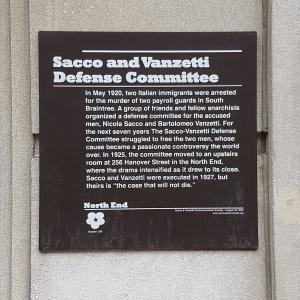 Sacco and Vanzetti
Defense Committee
In May 1920, two Italian immigrants were arrested
for the murder of two payroll guards in South
Braintree. A group of friends and fellow anarchists
organized a defense committee for the accused
men, Nicola Sacco and Bartolomeo Vanzetti. For
the next seven years The Sacco-Vanzetti Defense
Committee struggled to free the two men, whose
cause became a passionate controversy the world
over. In 1925, the committee moved to an upstairs
room at 256 Hanover Street in the North End,
where the drama intensified as it drew to its close.
Sacco and Vanzetti were executed in 1927, but
theirs is "the case that will not die."
North End